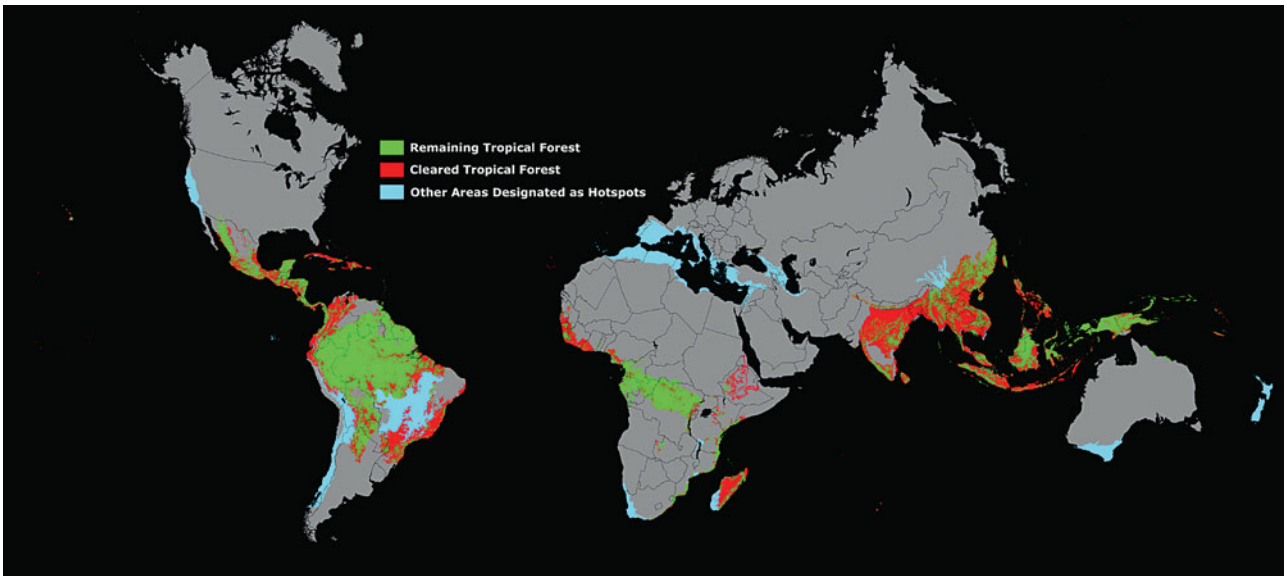 Remaining Tropical Forest
Cleared Tropical Forest
Other Areas Designated as Hotspots